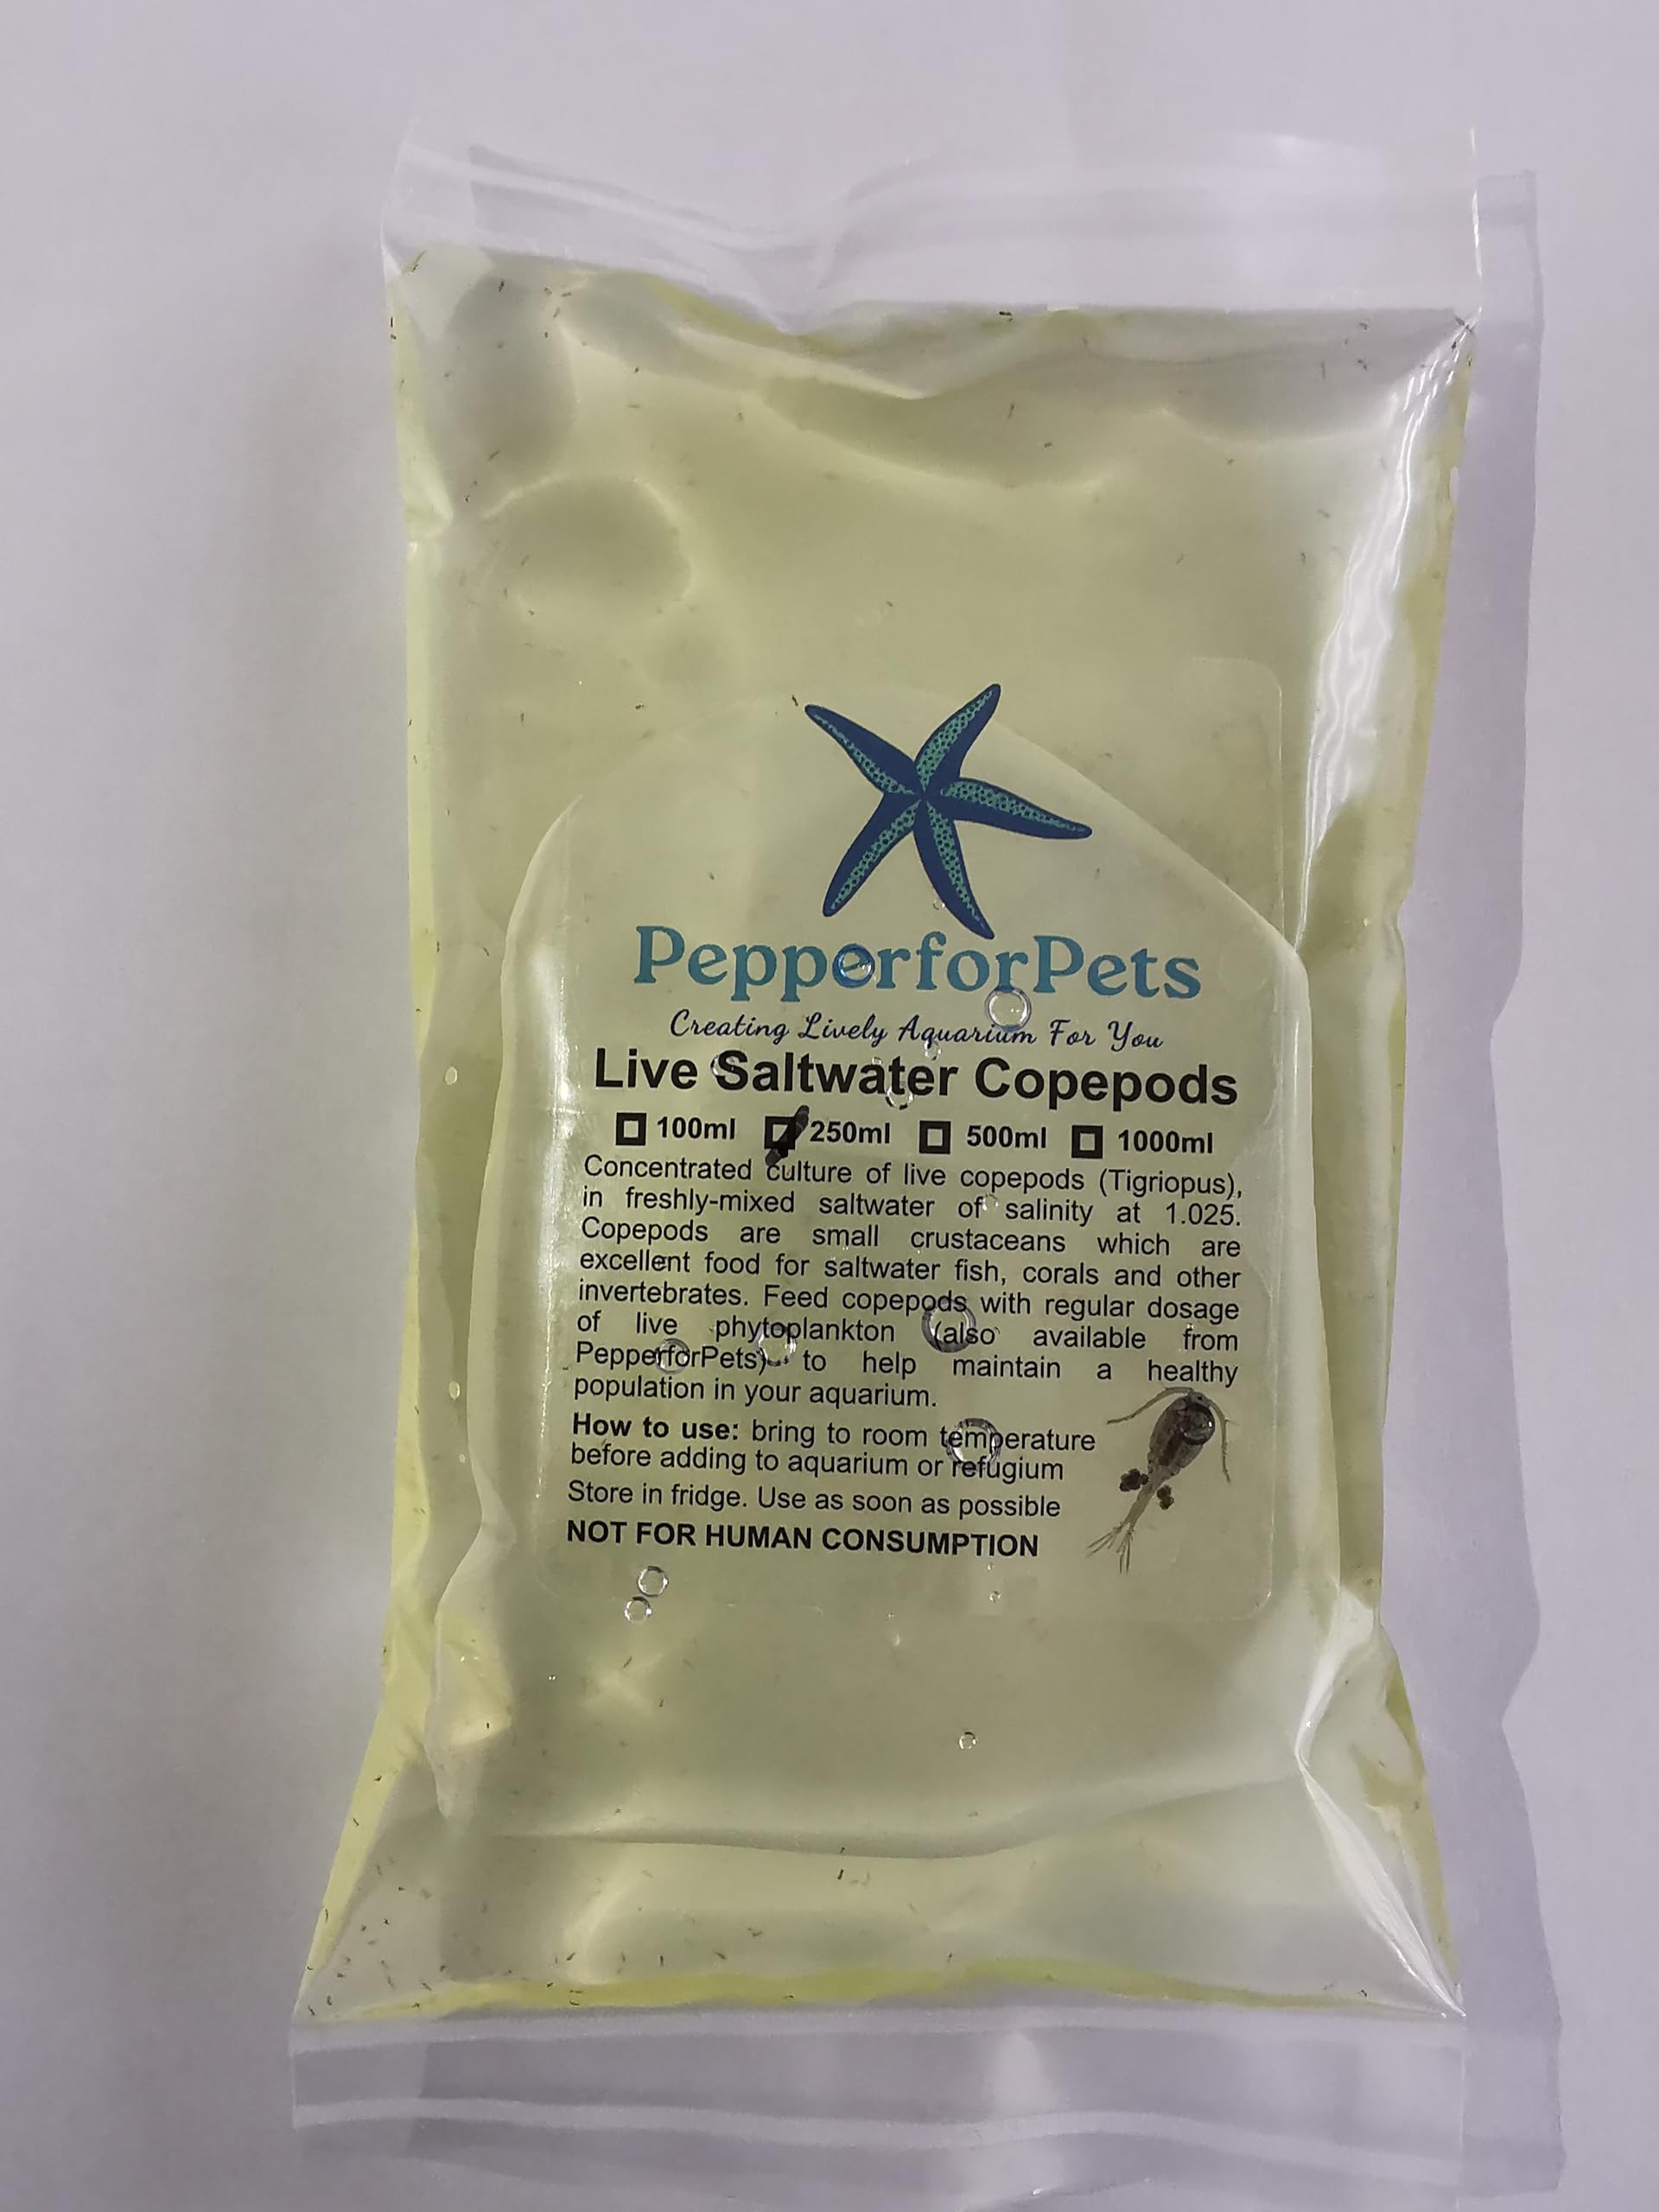 PepperforPets
Creating Lively Aquarium For You
Live Saltwater Copepods
100ml 250ml 500ml 1000ml
Concentrated culture of live copepods (Tigriopus),
in freshly-mixed saltwater of salinity at 1.025.
Copepods are small crustaceans which are
excellent food for saltwater fish, corals and other
invertebrates. Feed copepods with regular dosage
of live phytoplankton (also available from
PepperforPets) to help maintain a healthy
population in your aquarium.
How to use: bring to room temperature
before adding to aquarium or refugium
Store in fridge. Use as soon as possible
NOT FOR HUMAN CONSUMPTION